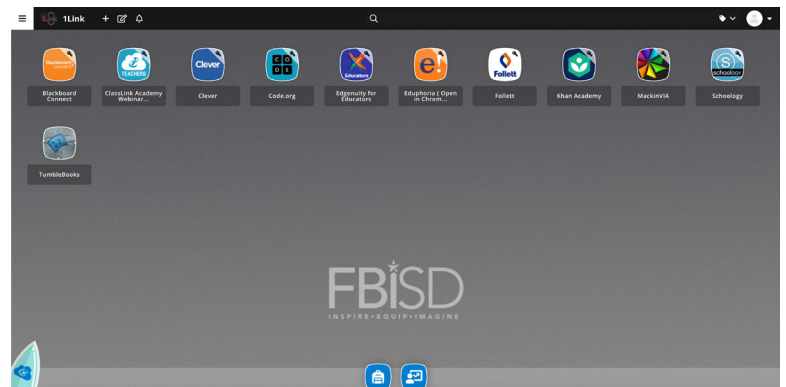 1Link
1Link
Blackboard
connect
TEACHERS
Clever
C O
D E
Educators
e!
Follett
S
schoology
Blackboard
Connect
ClassLink Academy
Webinar...
Clever
Code.org
Edgenuity for
Educators
Eduphoria ( Open
in Chrom...
Follett
Khan Academy
MackinVIA
Schoology
TumbleBooks
FBISD
INSPIRE•EQUIP•IMAGINE